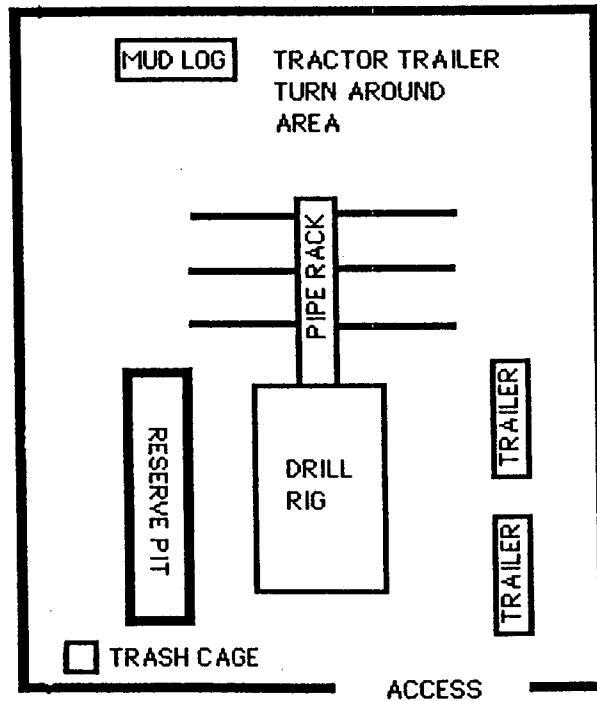 MUD LOG
TRACTOR TRAILER
TURN AROUND
AREA
PIPE RACK
TRAILER
RESERVE PIT
DRILL
RIG
TRAILER
TRASH CAGE
ACCESS